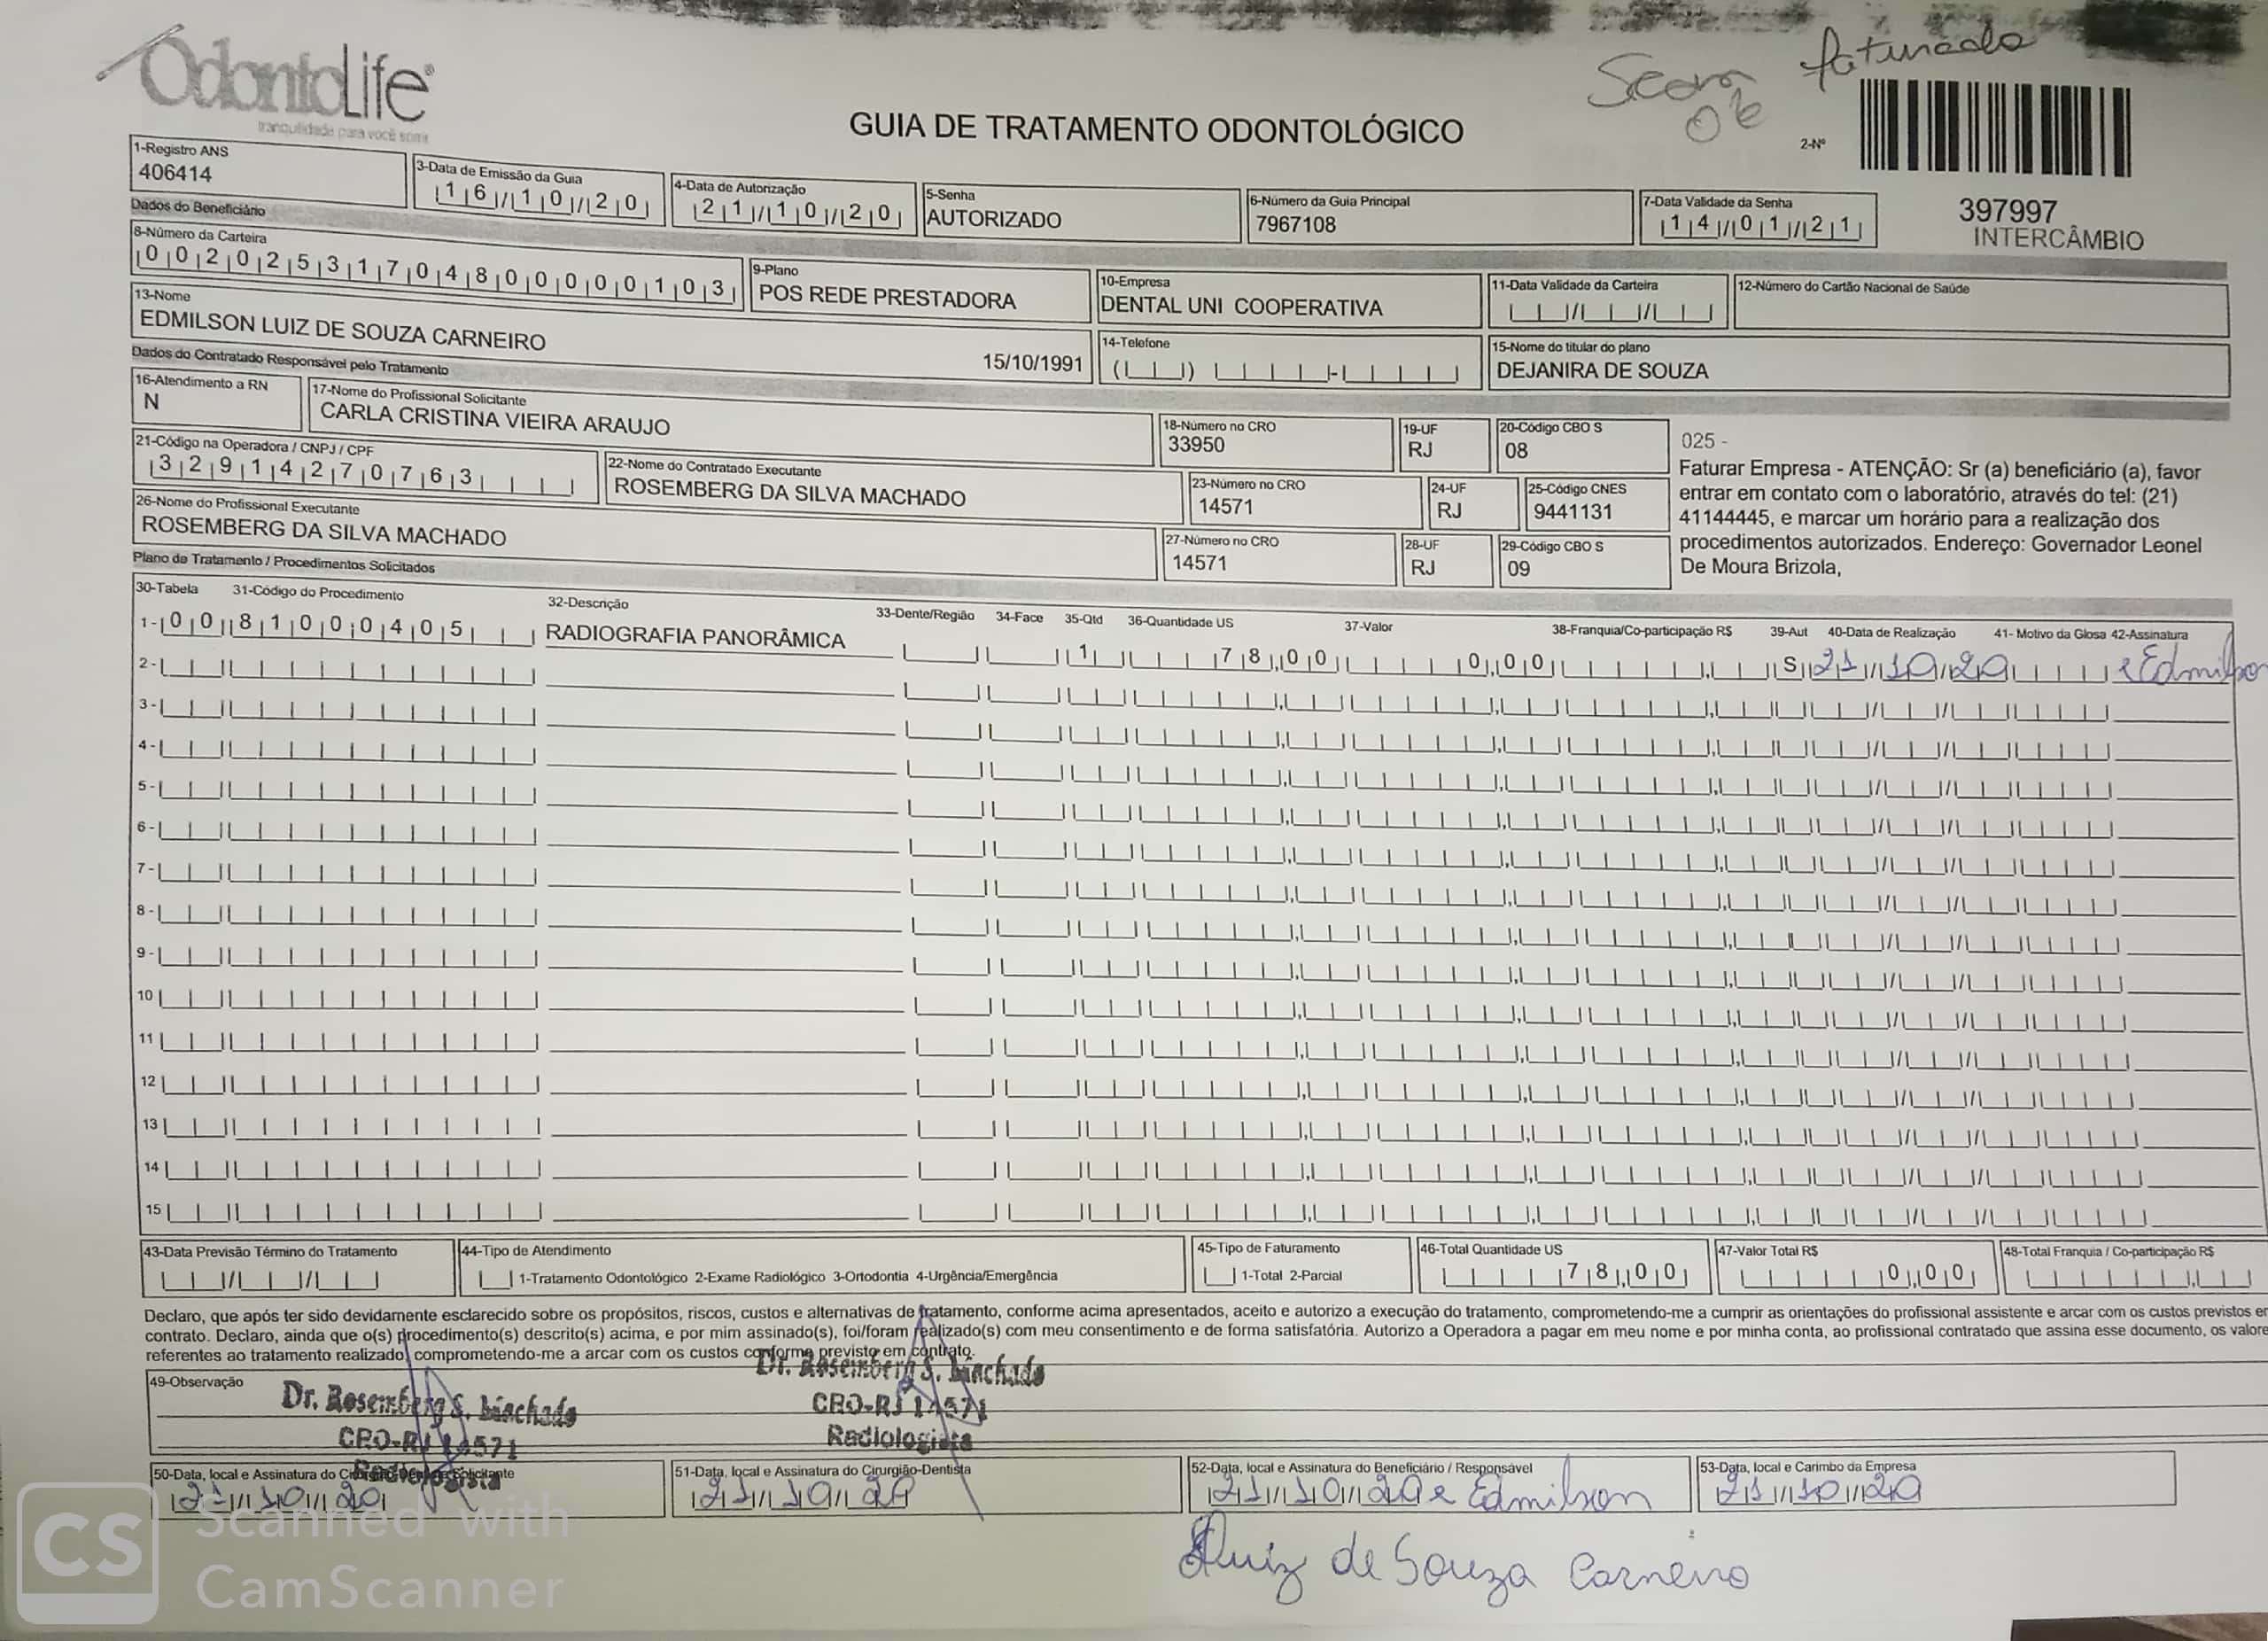 OdontoLife®
tranquilidade para você sorrir
faturado
06
GUIA DE TRATAMENTO ODONTOLÓGICO
2-Nº
397997
INTERCÂMBIO
1-Registro ANS
406414
3-Data de Emissão da Guia
16/10/20
4-Data de Autorização
21/10/20
5-Senha
AUTORIZADO
6-Número da Guia Principal
7967108
7-Data Validade da Senha
14/01/21
Dados do Beneficiário
8-Número da Carteira
00202531704800000103
9-Plano
POS REDE PRESTADORA
10-Empresa
DENTAL UNI COOPERATIVA
11-Data Validade da Carteira
12-Número do Cartão Nacional de Saúde
13-Nome
EDMILSON LUIZ DE SOUZA CARNEIRO
15/10/1991
14-Telefone
15-Nome do titular do plano
DEJANIRA DE SOUZA
Dados do Contratado Responsável pelo Tratamento
16-Atendimento a RN
N
17-Nome do Profissional Solicitante
CARLA CRISTINA VIEIRA ARAUJO
18-Número no CRO
33950
19-UF
RJ
20-Código CBO S
08
21-Código na Operadora / CNPJ / CPF
32914270763
22-Nome do Contratado Executante
ROSEMBERG DA SILVA MACHADO
23-Número no CRO
14571
24-UF
RJ
25-Código CNES
9441131
26-Nome do Profissional Executante
ROSEMBERG DA SILVA MACHADO
27-Número no CRO
14571
28-UF
RJ
29-Código CBO S
09
025 -
Faturar Empresa - ATENÇÃO: Sr (a) beneficiário (a), favor
entrar em contato com o laboratório, através do tel: (21)
41144445, e marcar um horário para a realização dos
procedimentos autorizados. Endereço: Governador Leonel
De Moura Brizola,
Plano de Tratamento / Procedimentos Solicitados
30-Tabela 31-Código do Procedimento 32-Descrição 33-Dente/Região 34-Face 35-Qtd 36-Quantidade US 37-Valor 38-Franquia/Co-participação R$ 39-Aut 40-Data de Realização 41- Motivo da Glosa 42-Assinatura
1- 00 81000405 RADIOGRAFIA PANORÂMICA 1 78,00 0,00 S 21/10/20 Edmilson
2-
3-
4-
5-
6-
7-
8-
9-
10
11
12
13
14
15
43-Data Previsão Término do Tratamento
44-Tipo de Atendimento
1-Tratamento Odontológico 2-Exame Radiológico 3-Ortodontia 4-Urgência/Emergência
45-Tipo de Faturamento
1-Total 2-Parcial
46-Total Quantidade US
78,00
47-Valor Total R$
0,00
48-Total Franquia / Co-participação R$
Declaro, que após ter sido devidamente esclarecido sobre os propósitos, riscos, custos e alternativas de tratamento, conforme acima apresentados, aceito e autorizo a execução do tratamento, comprometendo-me a cumprir as orientações do profissional assistente e arcar com os custos previstos em
contrato. Declaro, ainda que o(s) procedimento(s) descrito(s) acima, e por mim assinado(s), foi/foram realizado(s) com meu consentimento e de forma satisfatória. Autorizo a Operadora a pagar em meu nome e por minha conta, ao profissional contratado que assina esse documento, os valore
referentes ao tratamento realizado, comprometendo-me a arcar com os custos conforme previsto em contrato.
49-Observação
Dr. Rosemberg S. Machado
CRO-RJ 14571
Radiologista
Dr. Rosemberg S. Machado
CRO-RJ 14571
Radiologista
50-Data, local e Assinatura do Cirurgião-Dentista Solicitante
21/10/20
51-Data, local e Assinatura do Cirurgião-Dentista
21/10/20
52-Data, local e Assinatura do Beneficiário / Responsável
21/10/20 Edmilson
Luiz de Souza Carneiro
53-Data, local e Carimbo da Empresa
21/10/20
CS
Scanned with
CamScanner